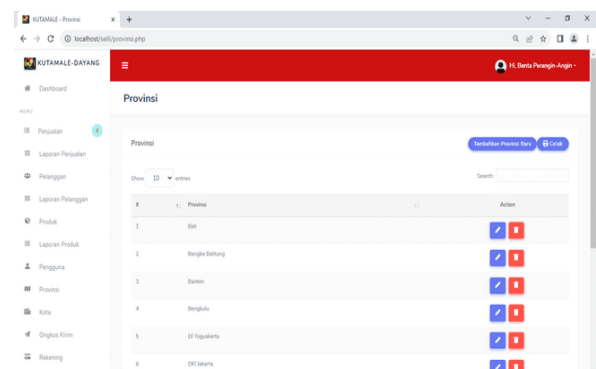 KUTAMALE - Provinsi
localhost/selli/provinsi.php
KUTAMALE-DAYANG
Hi, Banta Perangin-Angin
Dashboard
Provinsi
MENU
Penjualan
Provinsi
Tambahkan Provinsi Baru
Cetak
Laporan Penjualan
Pelanggan
Show 10 entries
Search:
Laporan Pelanggan
# Provinsi Action
Produk
1 Bali
Laporan Produk
2 Bangka Belitung
Pengguna
3 Banten
Provinsi
Kota
4 Bengkulu
Ongkos Kirim
5 DI Yogyakarta
Rekening
6 DKI Jakarta